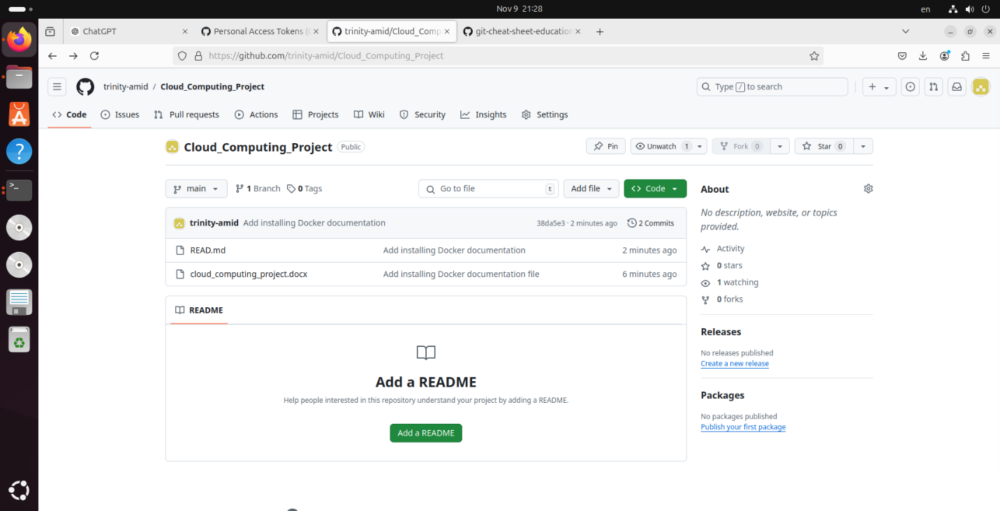 Nov 9 21:28
en
ChatGPT
Personal Access Tokens (
trinity-amid/Cloud_Comp
git-cheat-sheet-education
https://github.com/trinity-amid/Cloud_Computing_Project
trinity-amid / Cloud_Computing_Project
Type / to search
Code
Issues
Pull requests
Actions
Projects
Wiki
Security
Insights
Settings
Cloud_Computing_Project Public
Pin
Unwatch 1
Fork 0
Star 0
main
1 Branch
0 Tags
Go to file t
Add file
Code
trinity-amid Add installing Docker documentation 38da5e3 · 2 minutes ago 2 Commits
READ.md Add installing Docker documentation 2 minutes ago
cloud_computing_project.docx Add installing Docker documentation file 6 minutes ago
README
Add a README
Help people interested in this repository understand your project by adding a README.
Add a README
About
No description, website, or topics
provided.
Activity
0 stars
1 watching
0 forks
Releases
No releases published
Create a new release
Packages
No packages published
Publish your first package